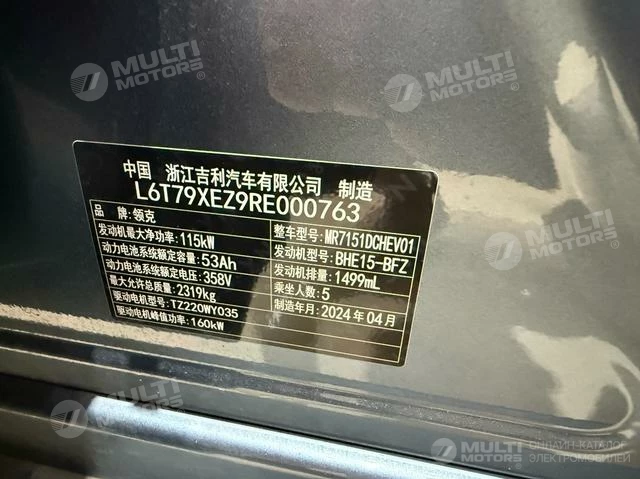 MULTI
MOTORS
MULTI
MOTORS
中国 浙江吉利汽车有限公司 制造
L6T79XEZ9RE000763
品牌:领克
发动机最大净功率:115kW 整车型号:MR7151DCHEV01
动力电池系统额定容量:53Ah 发动机型号:BHE15-BFZ
动力电池系统额定电压:358V 发动机排量:1499mL
最大允许总质量:2319kg 乘坐人数:5
驱动电机型号:TZ220WY035 制造年月:2024年04月
驱动电机峰值功率:160kW
MULTI
MOTORS
MULTI
MOTORS
ОНЛАЙН-КАТАЛОГ
ЭЛЕКТРОМОБИЛЕЙ